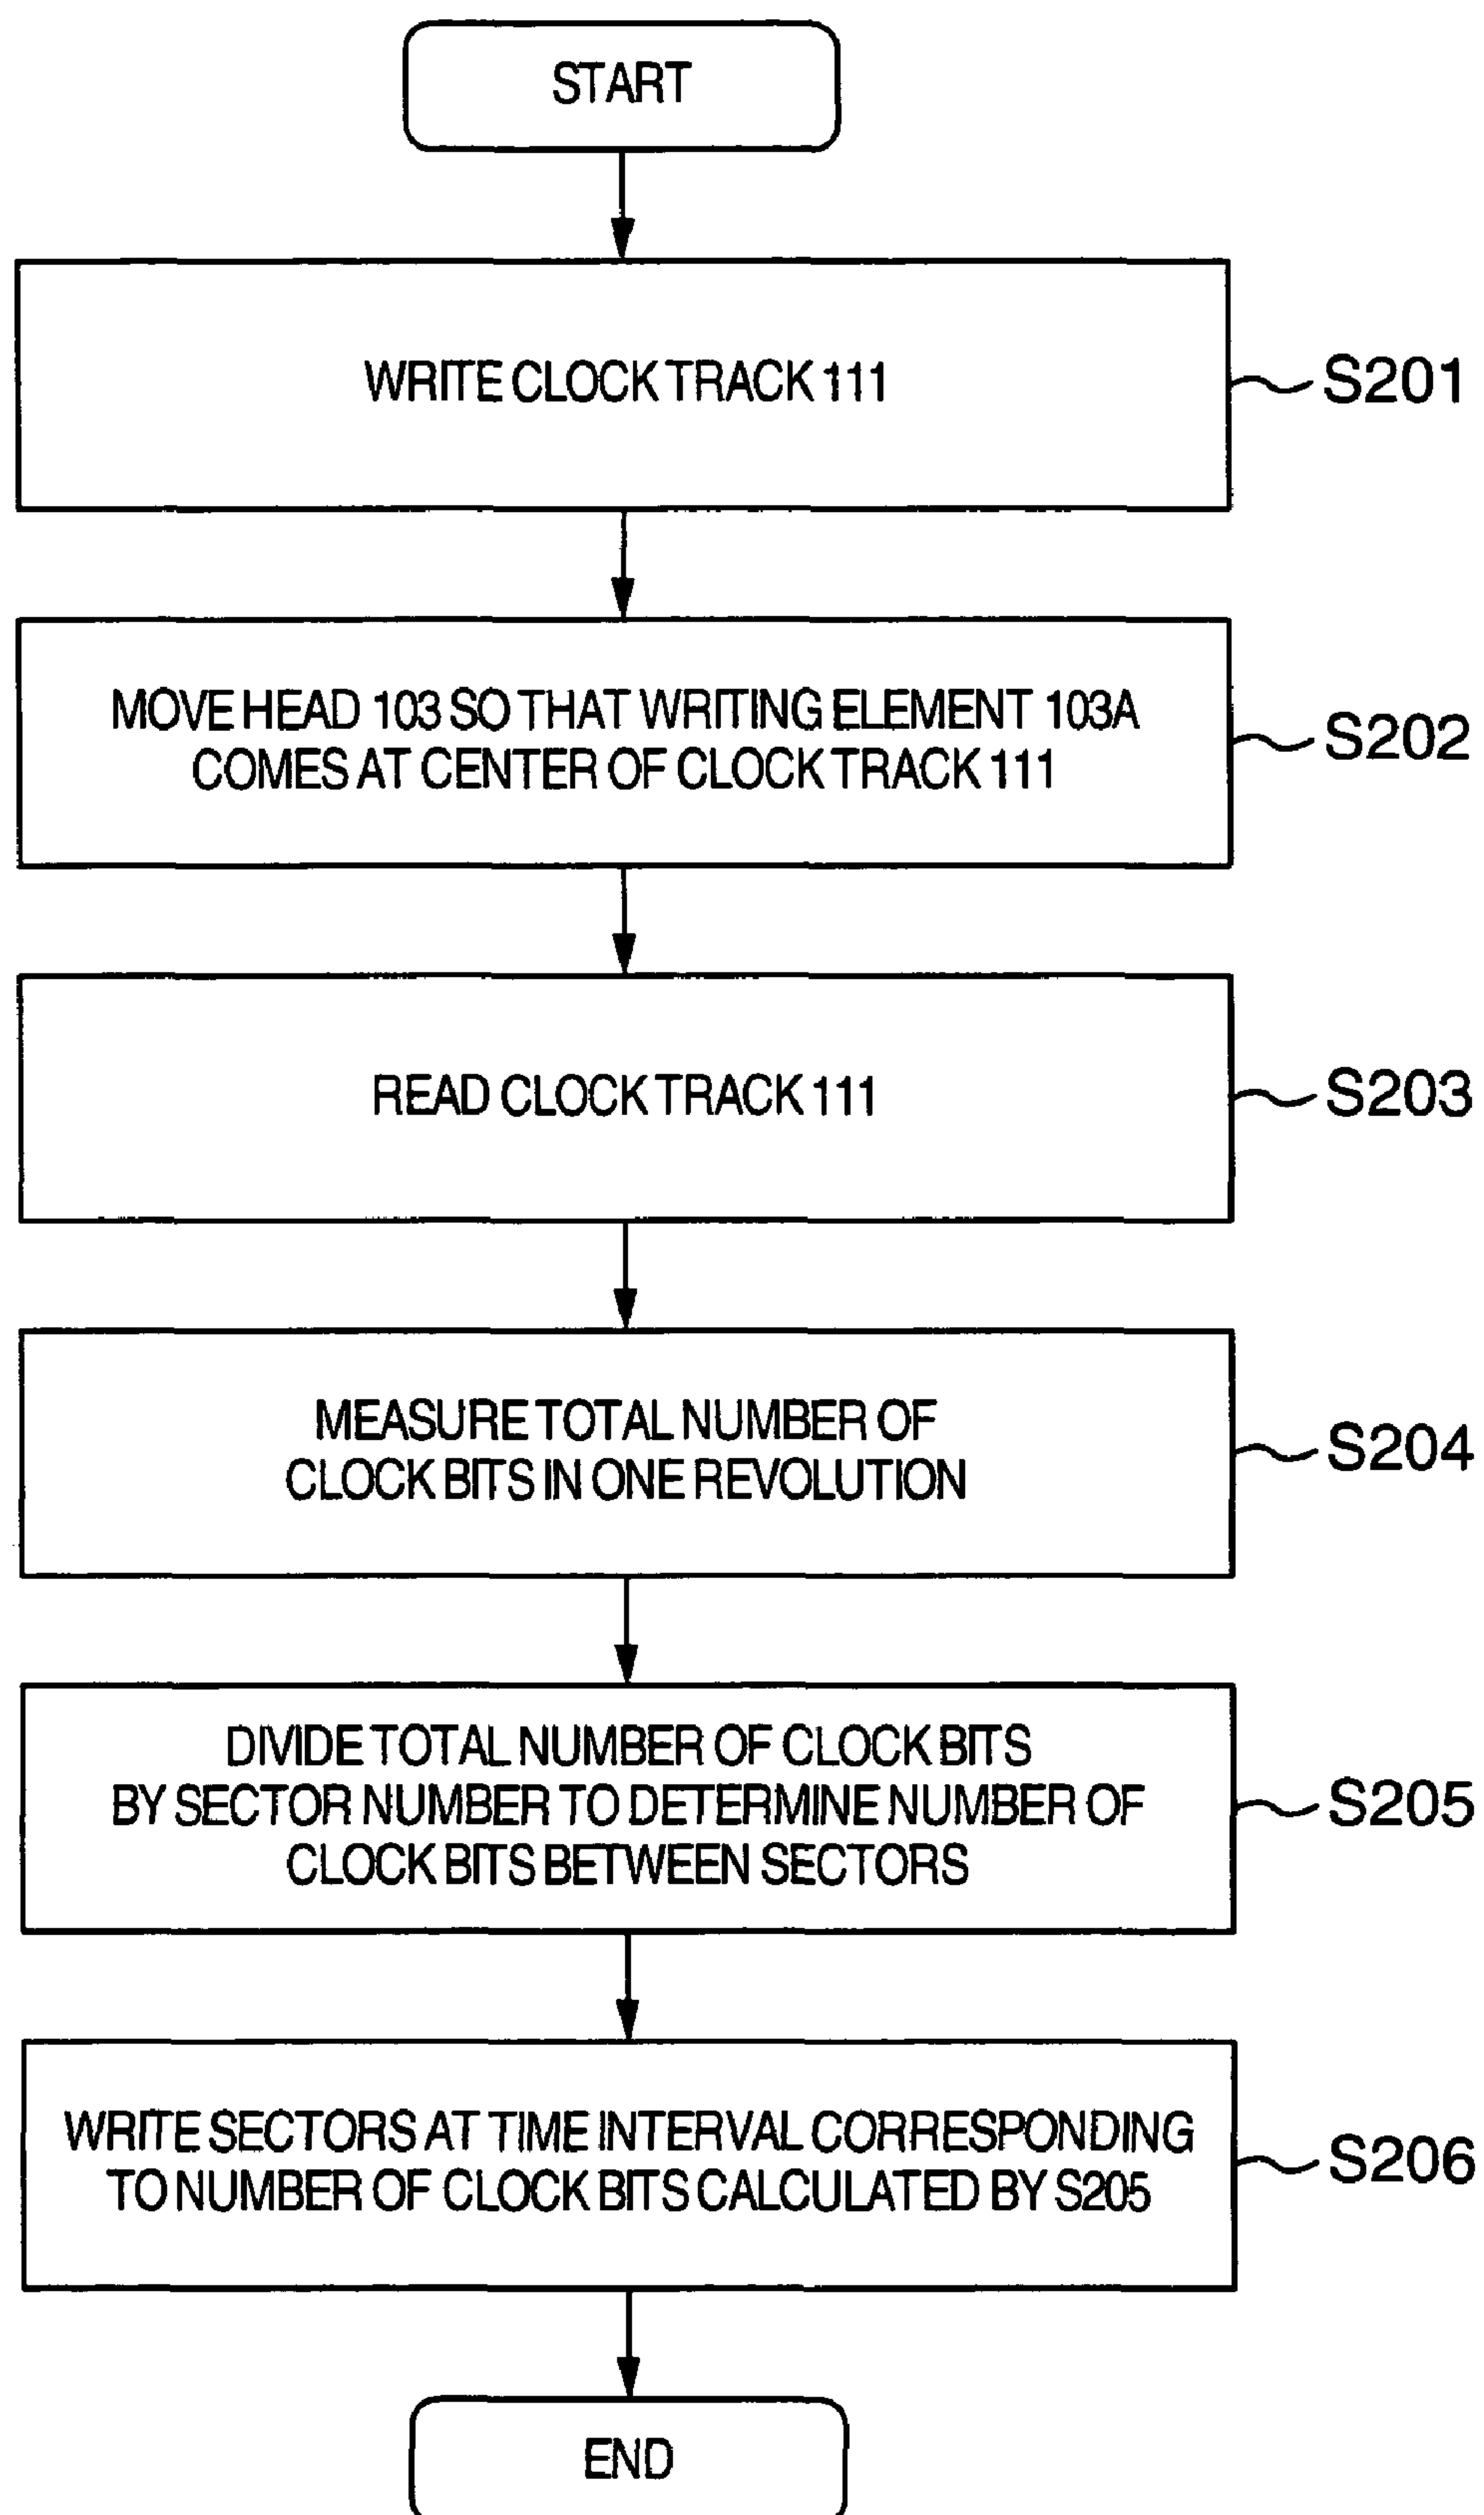 START
WRITE CLOCK TRACK 111
S201
MOVE HEAD 103 SO THAT WRITING ELEMENT 103A
COMES AT CENTER OF CLOCK TRACK 111
S202
READ CLOCK TRACK 111
S203
MEASURE TOTAL NUMBER OF
CLOCK BITS IN ONE REVOLUTION
S204
DIVIDE TOTAL NUMBER OF CLOCK BITS
BY SECTOR NUMBER TO DETERMINE NUMBER OF
CLOCK BITS BETWEEN SECTORS
S205
WRITE SECTORS AT TIME INTERVAL CORRESPONDING
TO NUMBER OF CLOCK BITS CALCULATED BY S205
S206
END